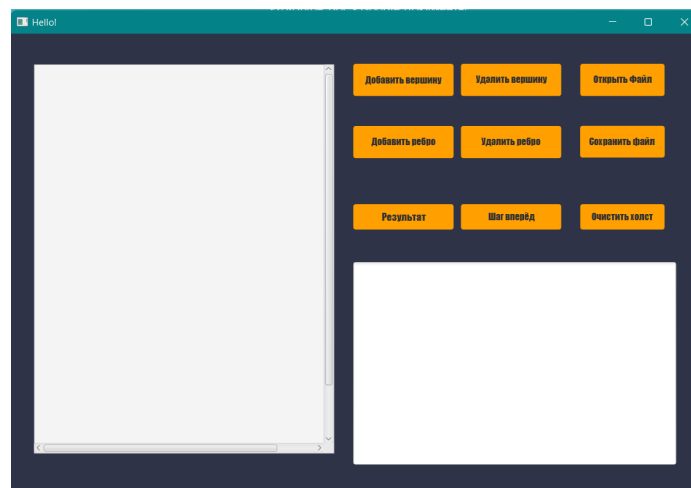 Hello!
Добавить вершину
Удалить вершину
Открыть Файл
Добавить ребро
Удалить ребро
Сохранить файл
Результат
Шаг вперёд
Очистить холст